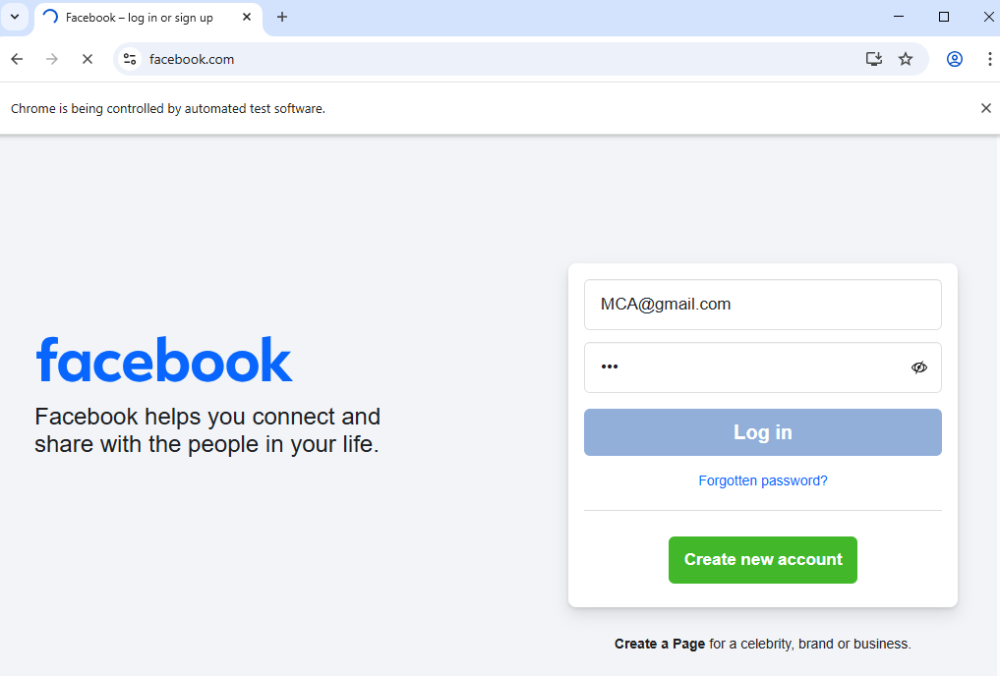 Facebook – log in or sign up
facebook.com
Chrome is being controlled by automated test software.
facebook
Facebook helps you connect and
share with the people in your life.
MCA@gmail.com
•••
Log in
Forgotten password?
Create new account
Create a Page for a celebrity, brand or business.